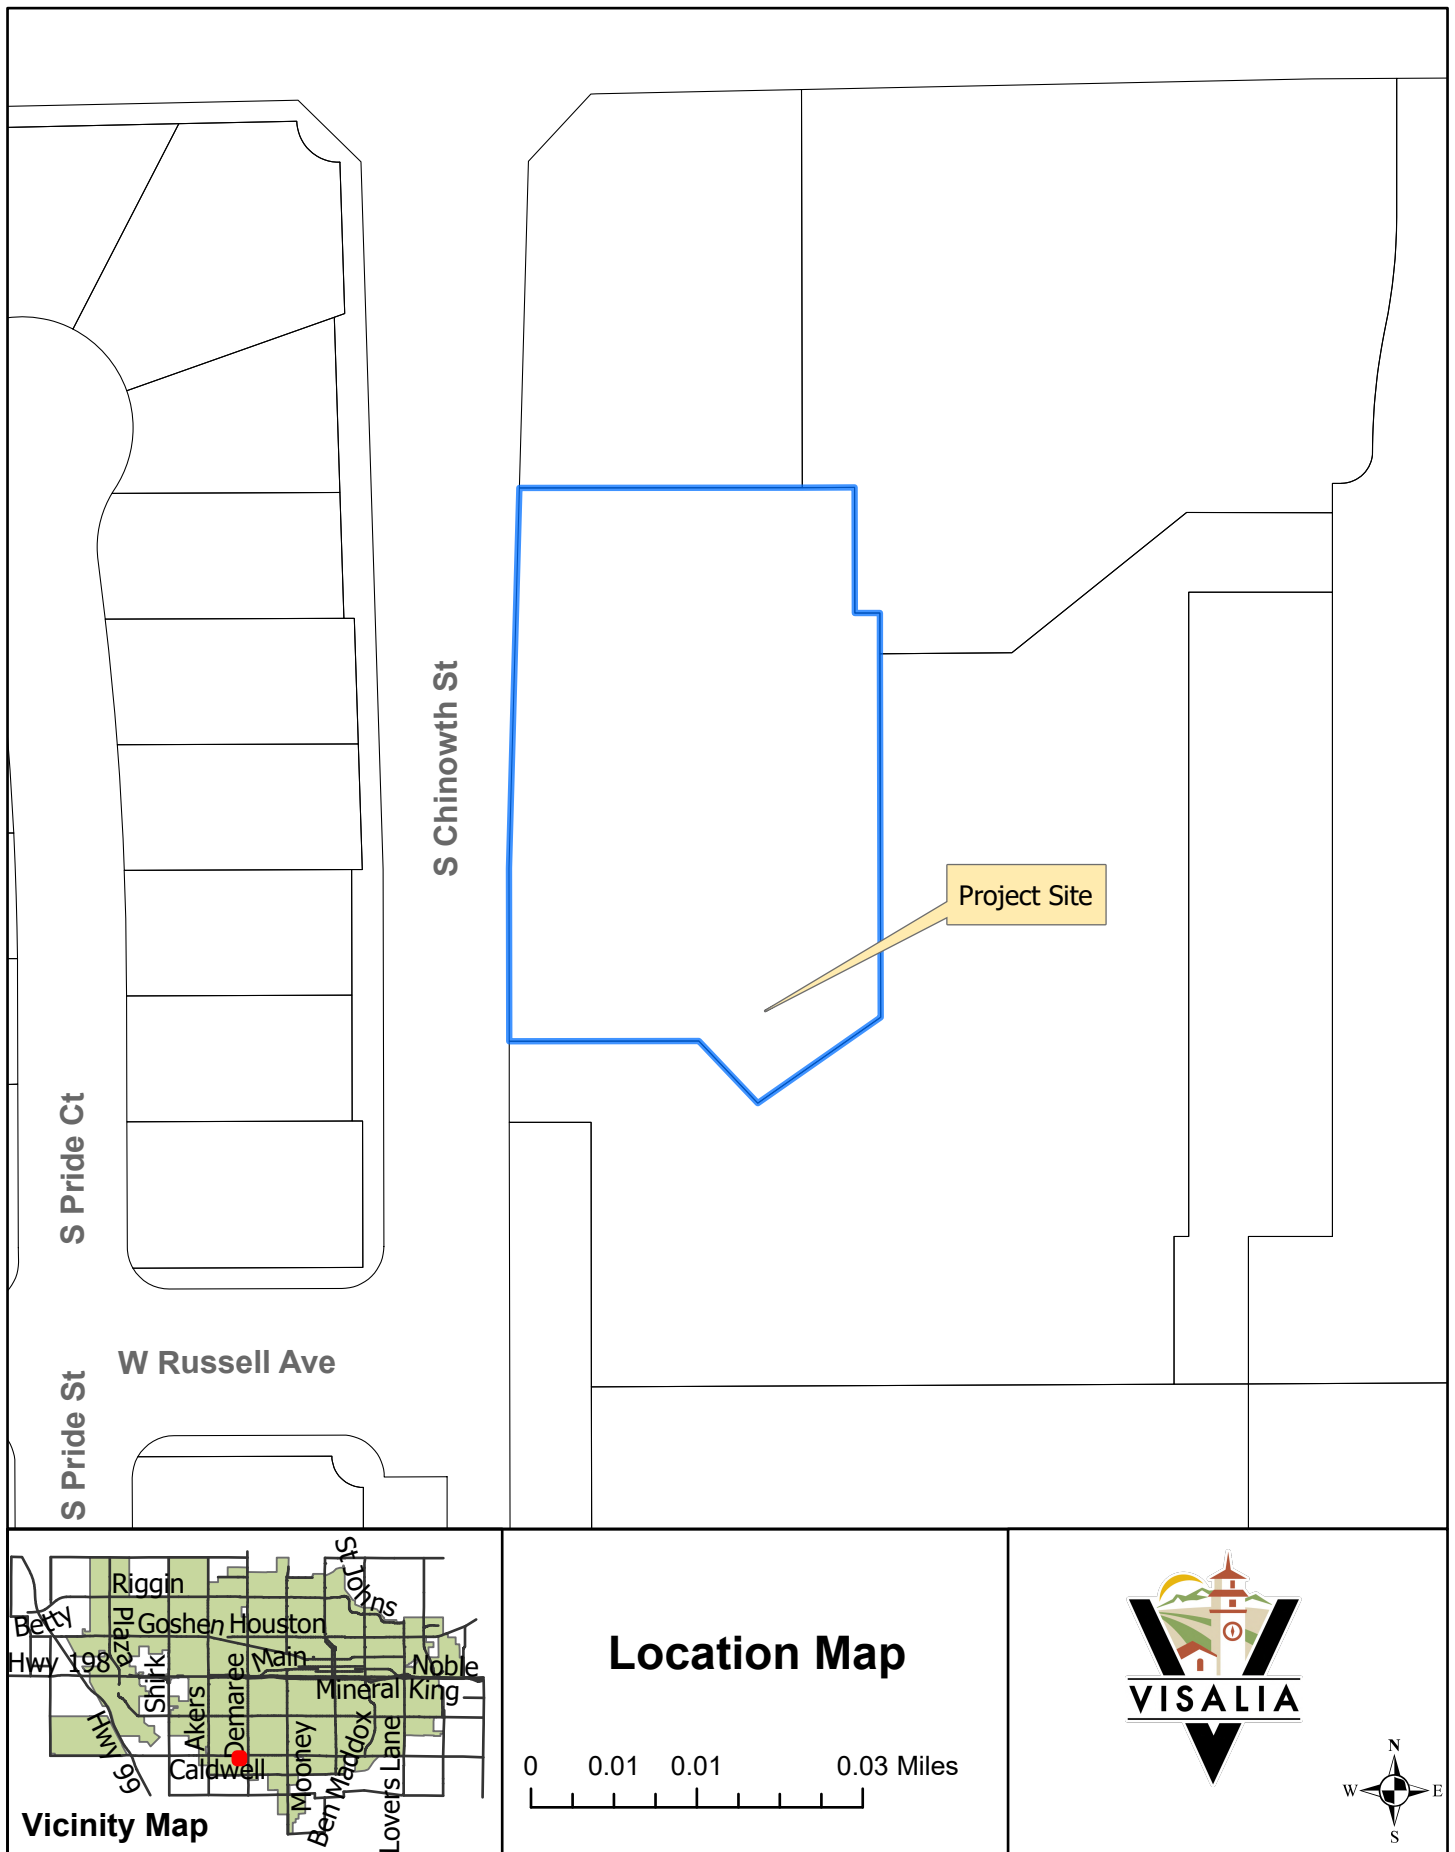 S Chinowth St
Project Site
S Pride Ct
W Russell Ave
S Pride St
St Johns
Riggin
Betty
Plaza
Goshen
Houston
Main
Hwy 198
Shirk
Noble
Mineral King
Akers
Demaree
Hwy 99
Caldwell
Mooney
Ben Maddox
Lovers Lane
Vicinity Map
Location Map
0 0.01 0.01 0.03 Miles
VISALIA
N
W E
S